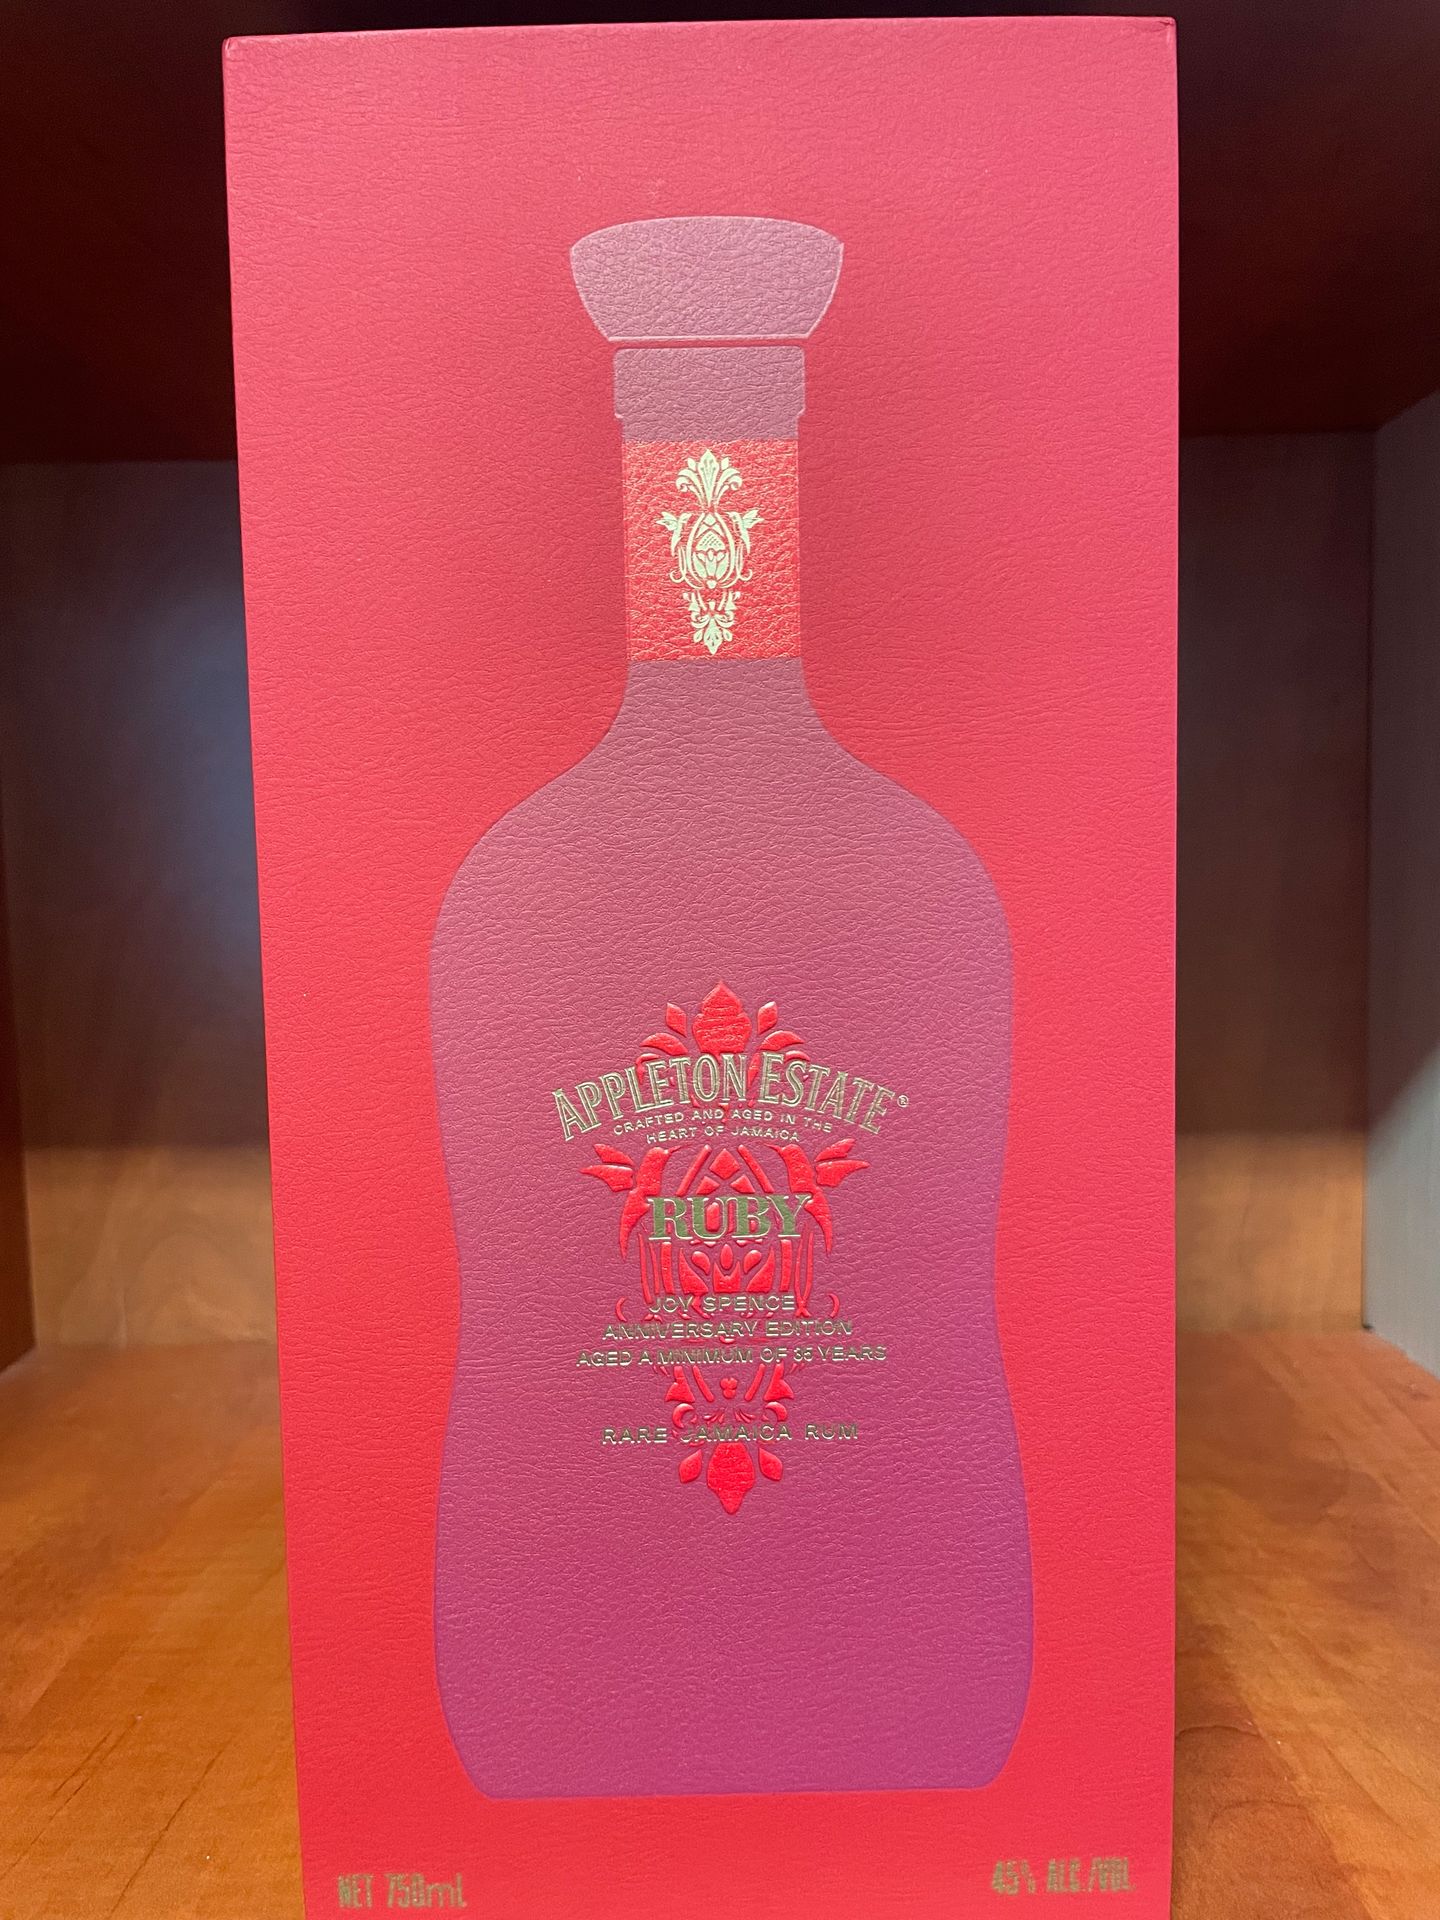 APPLETON ESTATE®
CRAFTED AND AGED IN THE
HEART OF JAMAICA
RUBY
JOY SPENCE
ANNIVERSARY EDITION
AGED A MINIMUM OF 35 YEARS
RARE JAMAICA RUM
NET 750mL
45% ALC./VOL.